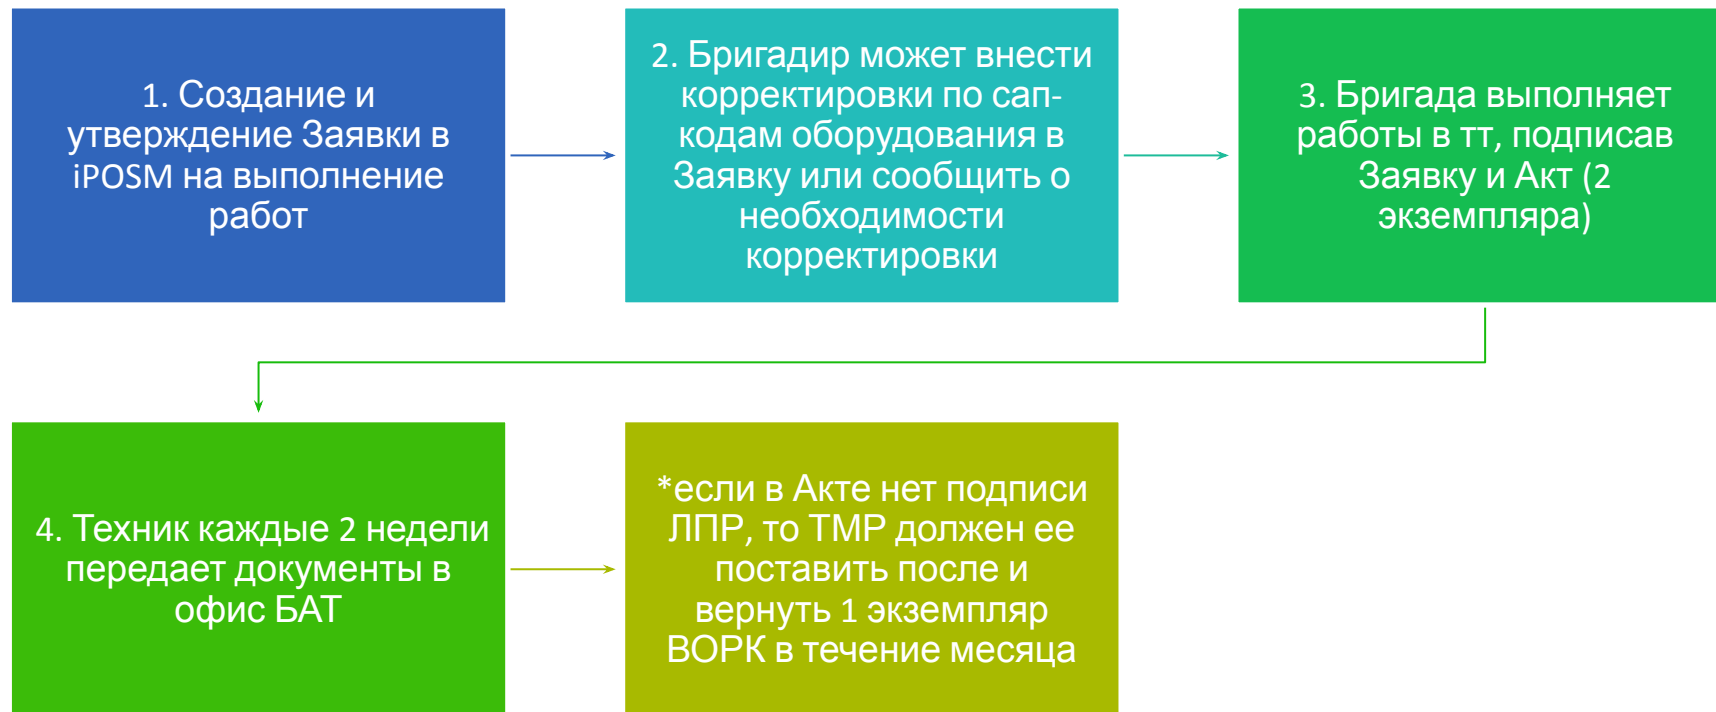 1. Создание и
утверждение Заявки в
iPOSM на выполнение
работ
2. Бригадир может внести
корректировки по сап-
кодам оборудования в
Заявку или сообщить о
необходимости
корректировки
3. Бригада выполняет
работы в тт, подписав
Заявку и Акт (2
экземпляра)
4. Техник каждые 2 недели
передает документы в
офис БАТ
*если в Акте нет подписи
ЛПР, то ТМР должен ее
поставить после и
вернуть 1 экземпляр
ВОРК в течение месяца